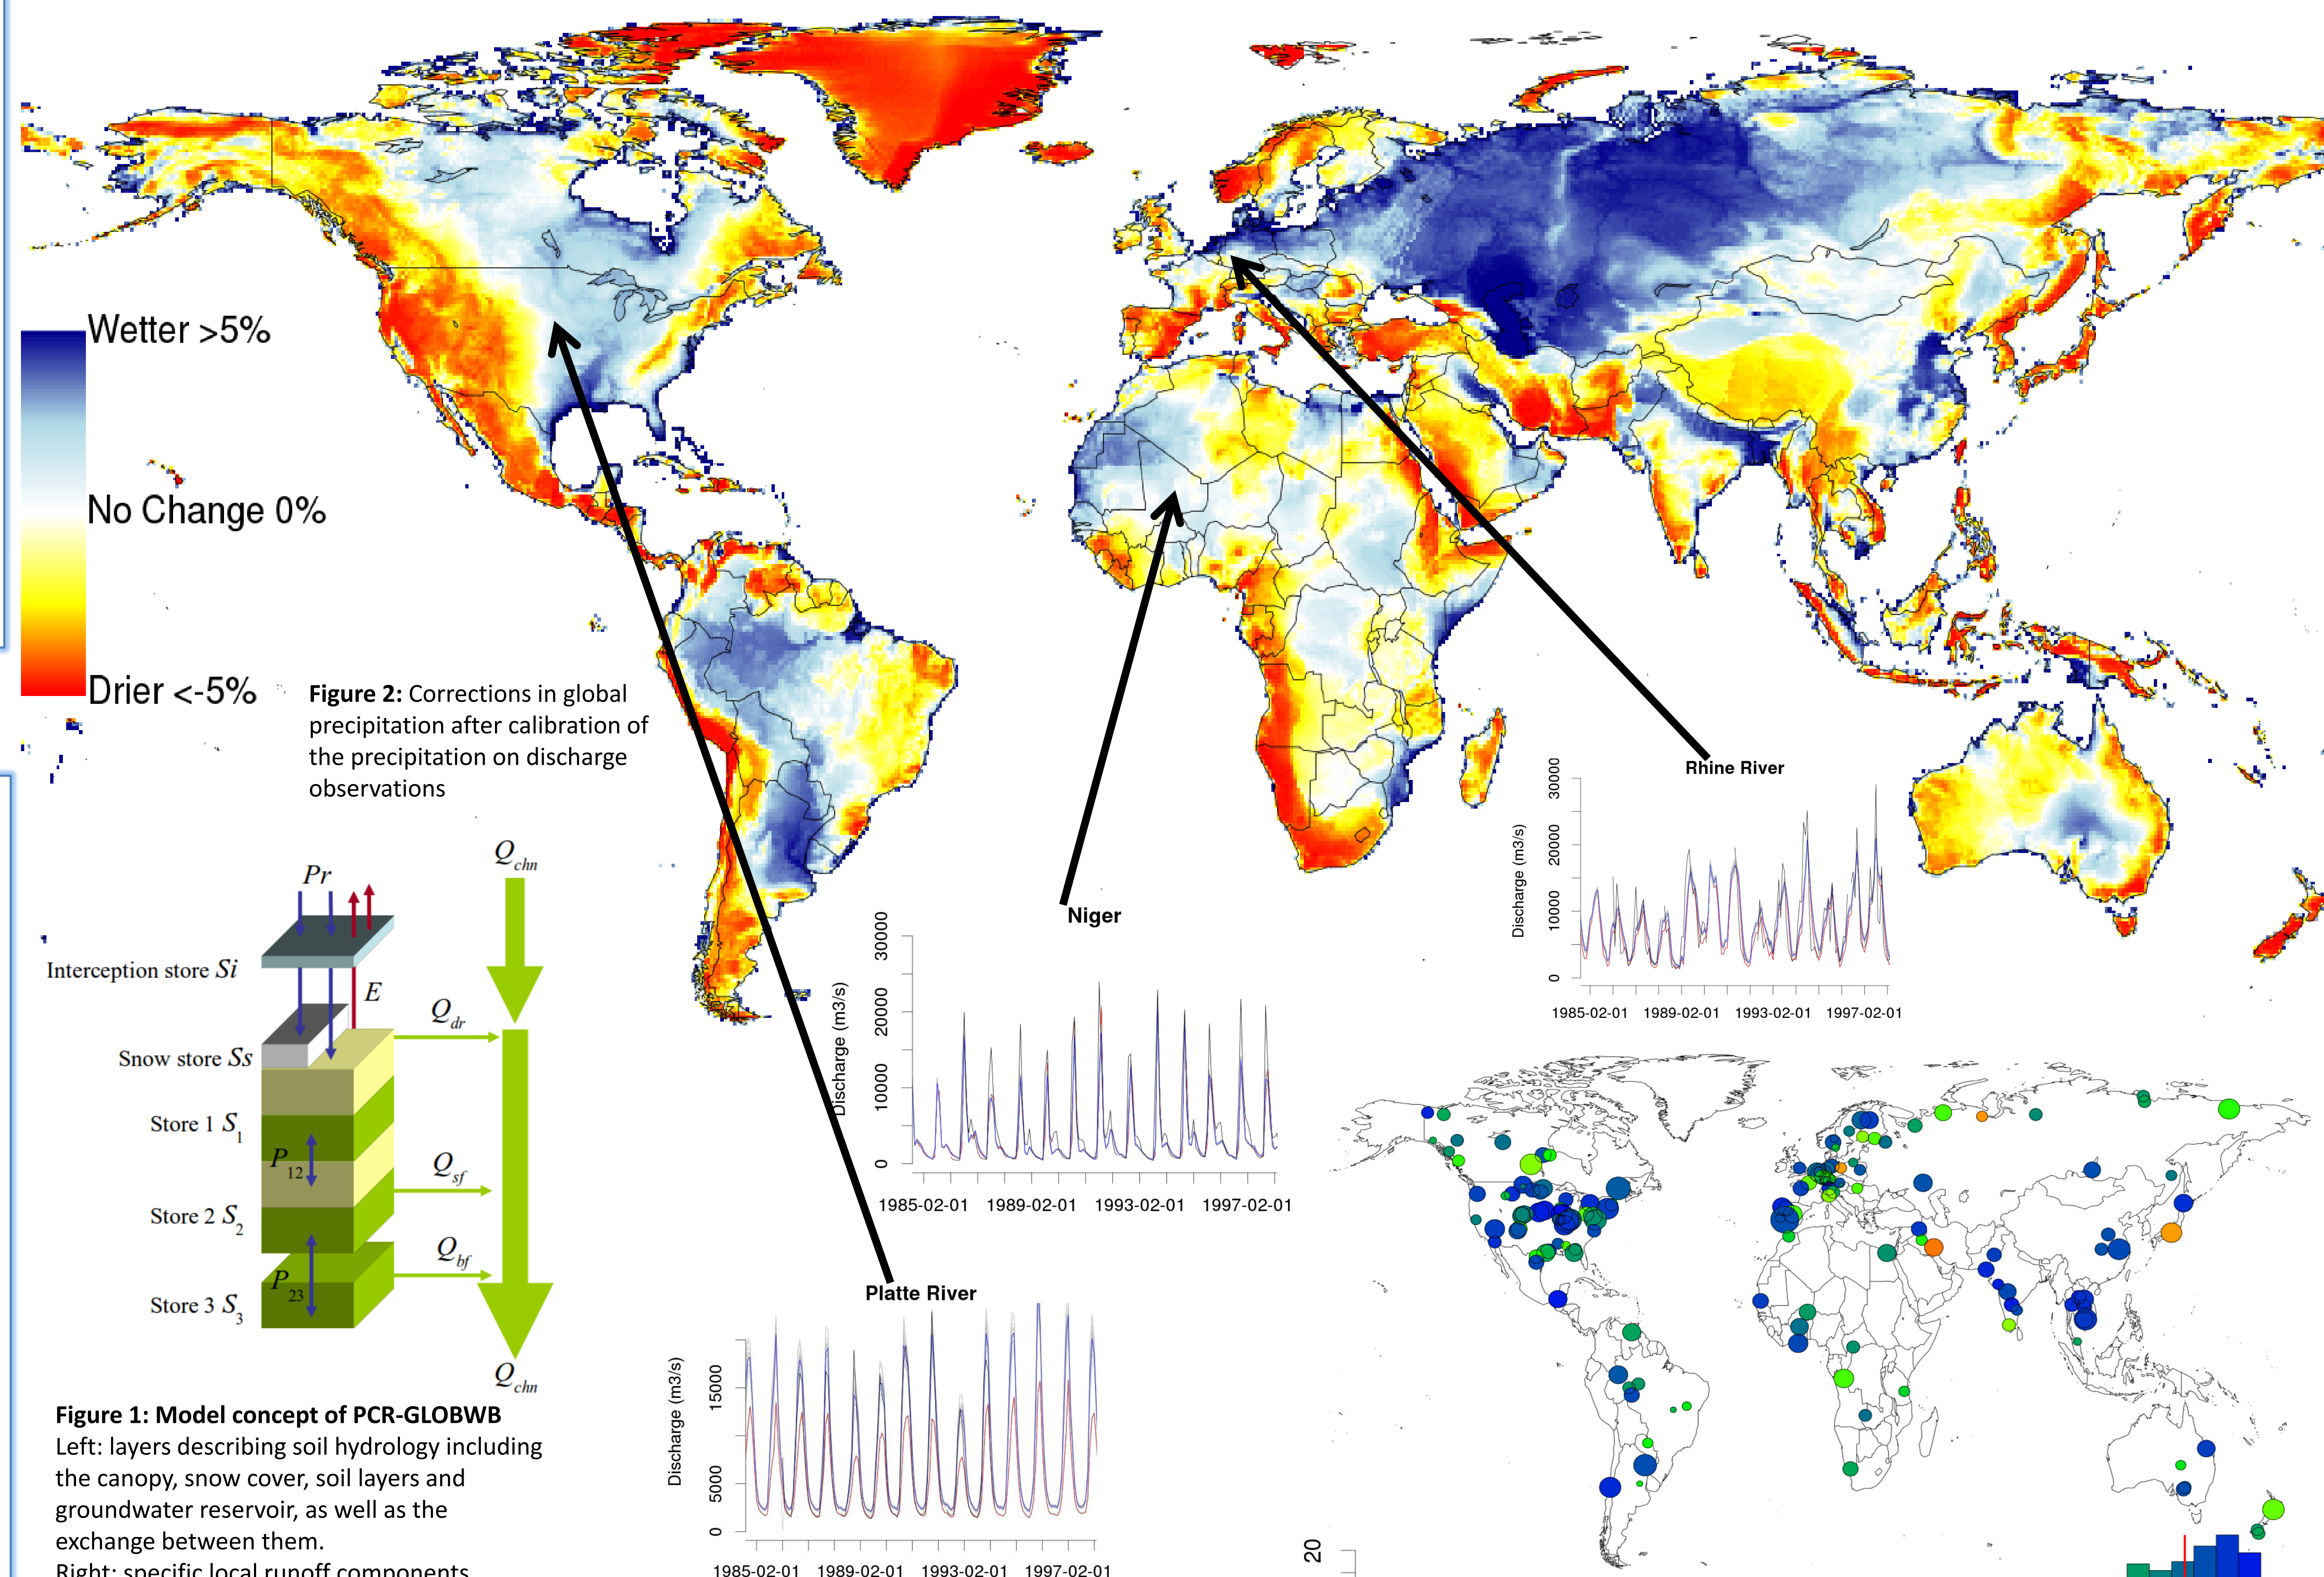 Wetter >5%
No Change 0%
Drier <-5%
Figure 2: Corrections in global
precipitation after calibration of
the precipitation on discharge
observations
Pr
Q chn
Interception store Si
E
Q dr
Snow store Ss
Store 1 S 1
P 12
Q sf
Store 2 S 2
Q bf
P 23
Store 3 S 3
Q chn
Figure 1: Model concept of PCR-GLOBWB
Left: layers describing soil hydrology including
the canopy, snow cover, soil layers and
groundwater reservoir, as well as the
exchange between them.
Right: specific local runoff components
Niger
Discharge (m3/s)
0 10000 20000 30000
1985-02-01 1989-02-01 1993-02-01 1997-02-01
Rhine River
Discharge (m3/s)
0 10000 20000 30000
1985-02-01 1989-02-01 1993-02-01 1997-02-01
Platte River
Discharge (m3/s)
0 5000 15000
1985-02-01 1989-02-01 1993-02-01 1997-02-01
20